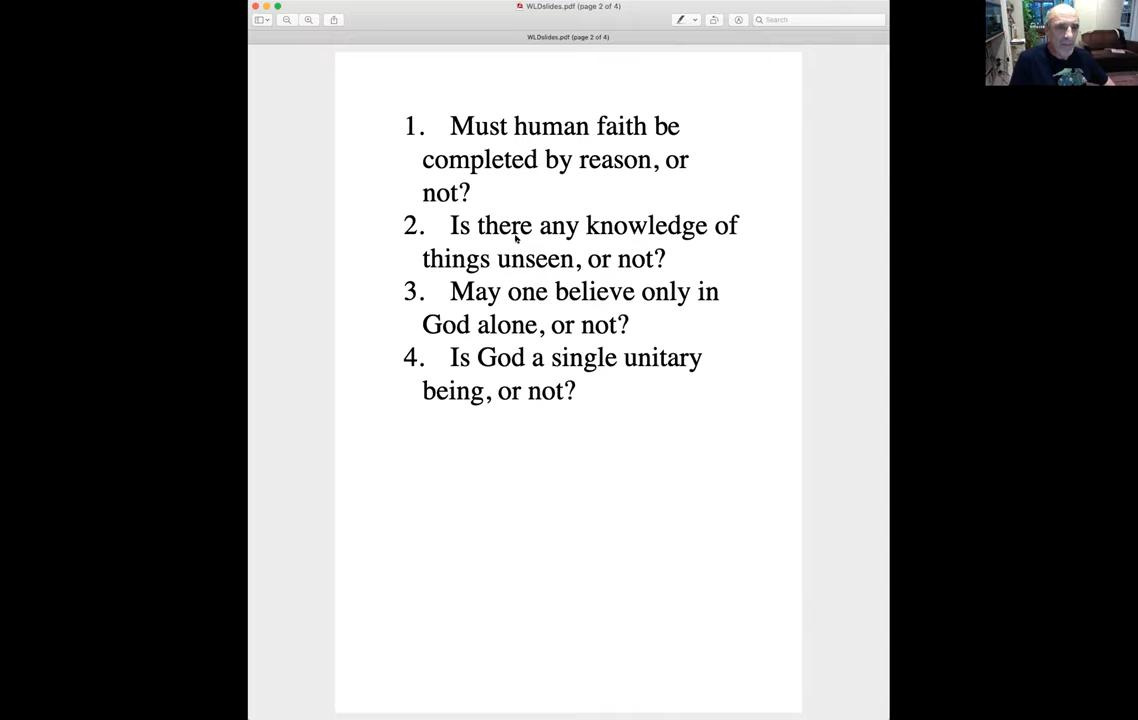 WLDslides.pdf (page 2 of 4)
Search
WLDslides.pdf (page 2 of 4)
1. Must human faith be
completed by reason, or
not?
2. Is there any knowledge of
things unseen, or not?
3. May one believe only in
God alone, or not?
4. Is God a single unitary
being, or not?